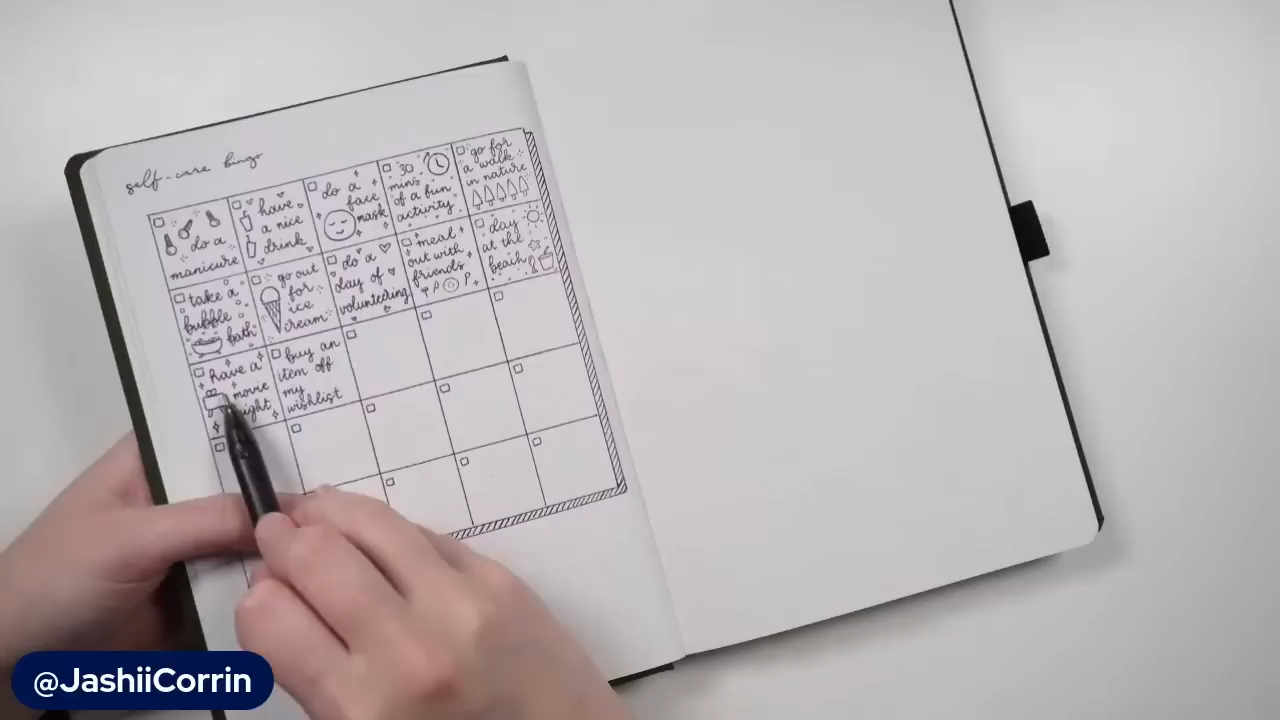 self-care bingo
do a
manicure
have
a nice
drink
do a
face
mask
30
mins
of a fun
activity
go for
a walk
in nature
take a
bubble
bath
go out
for
ice
cream
do a
day of
volunteering
meal
out with
friends
day
at the
beach
have a
movie
night
buy an
item off
my
wishlist
@JashiiCorrin